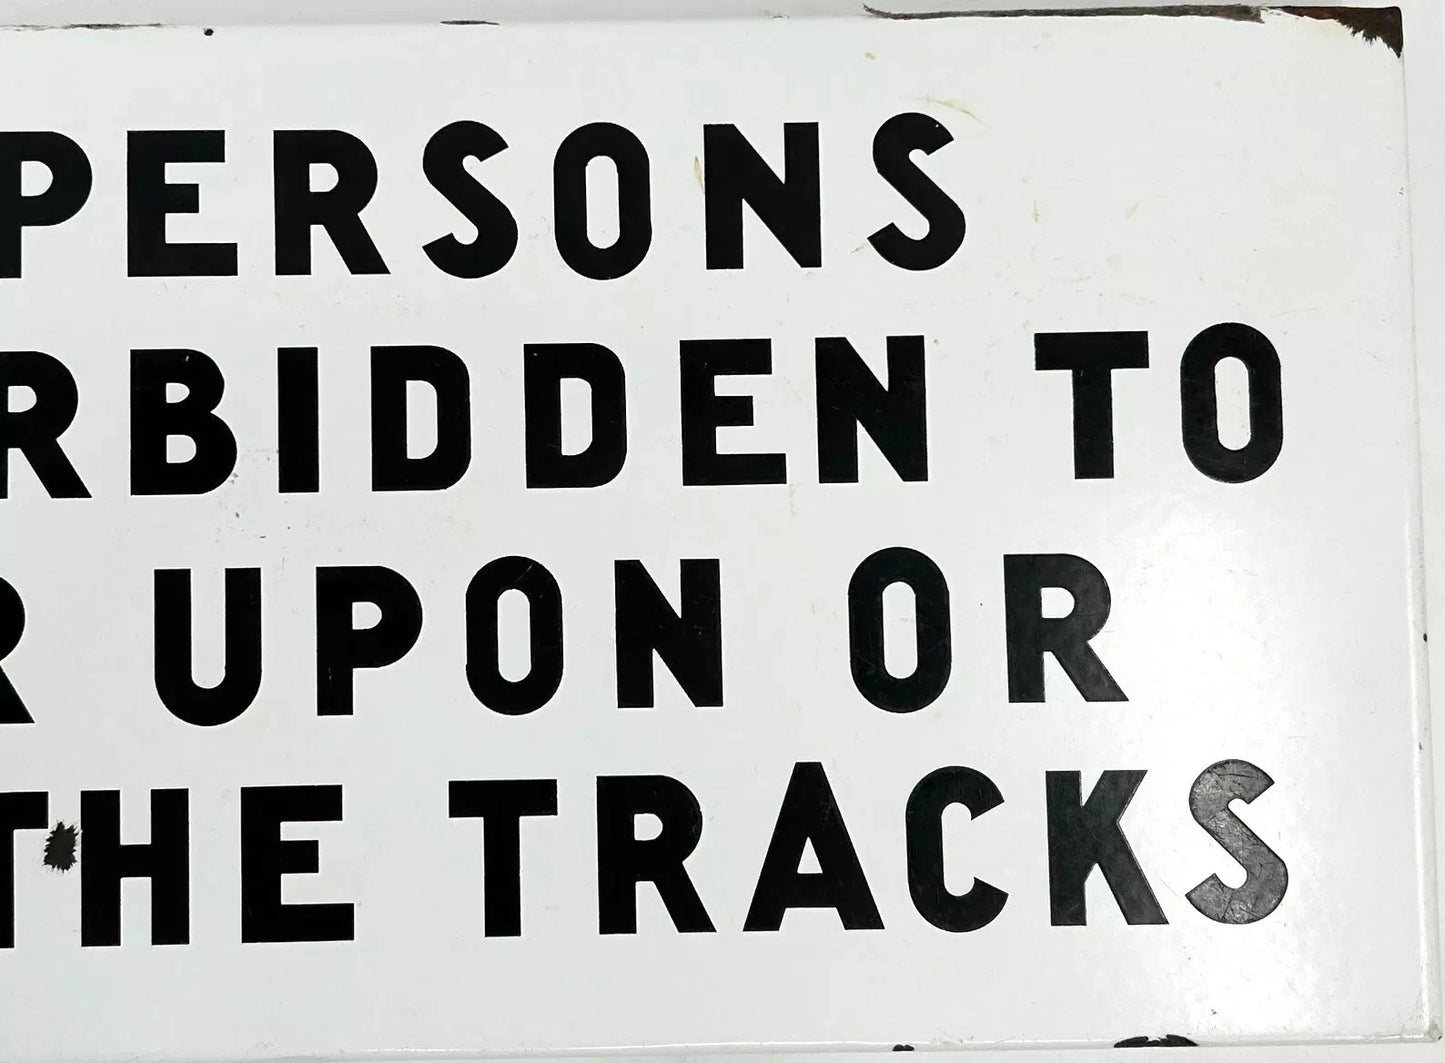 PERSONS
RBIDDEN TO
R UPON OR
THE TRACKS